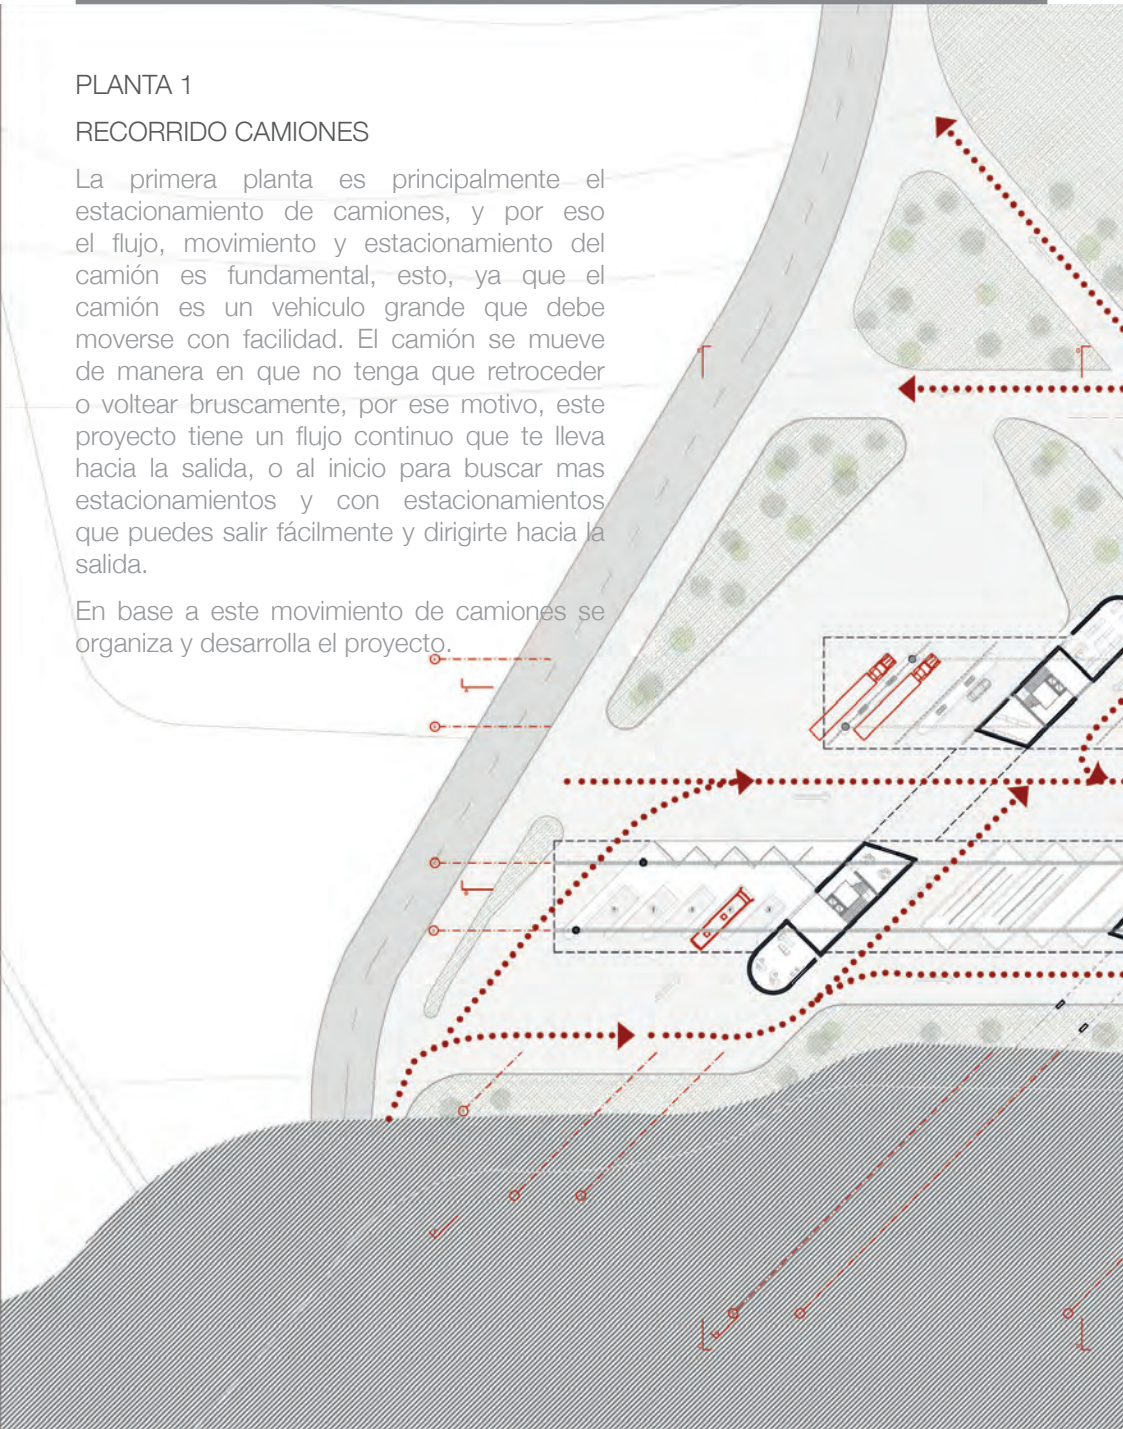 PLANTA 1
RECORRIDO CAMIONES
La primera planta es principalmente el
estacionamiento de camiones, y por eso
el flujo, movimiento y estacionamiento del
camión es fundamental, esto, ya que el
camión es un vehiculo grande que debe
moverse con facilidad. El camión se mueve
de manera en que no tenga que retroceder
o voltear bruscamente, por ese motivo, este
proyecto tiene un flujo continuo que te lleva
hacia la salida, o al inicio para buscar mas
estacionamientos y con estacionamientos
que puedes salir fácilmente y dirigirte hacia la
salida.
En base a este movimiento de camiones se
organiza y desarrolla el proyecto.